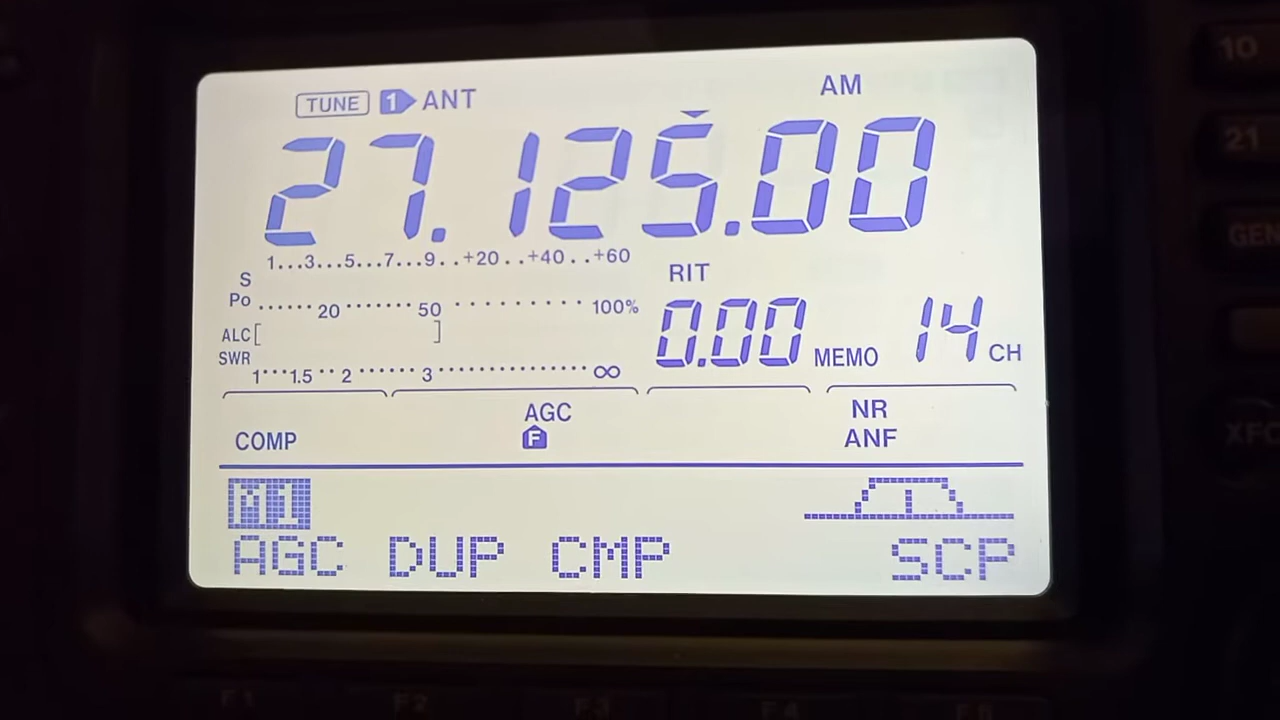 TUNE 1 ANT AM
27.125.00
S 1...3...5...7...9..+20..+40..+60
RIT
Po ......20.......50..........100%
0.00 MEMO 14 CH
ALC[ ]
SWR 1...1.5..2......3...............∞
COMP AGC F NR
ANF
M1
AGC DUP CMP SCP
10
21
GEN
XFC
F1 F2 F3 F4 F5